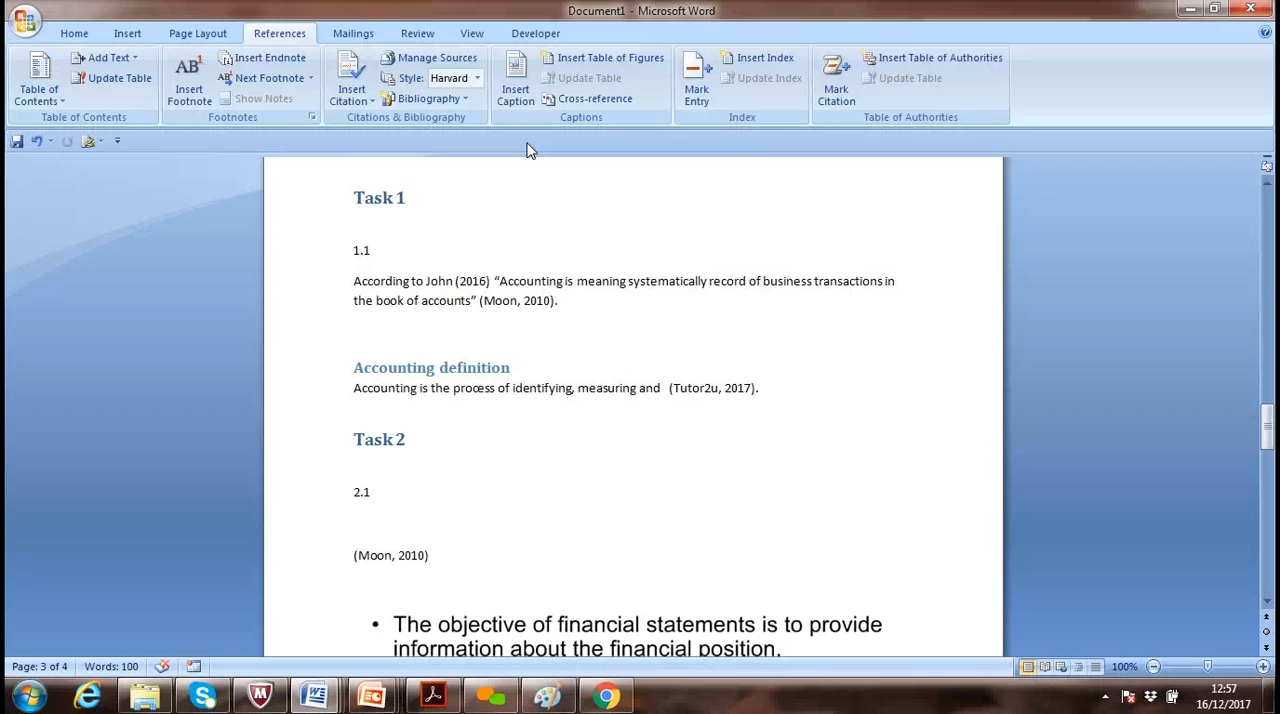 Document1 - Microsoft Word
Home Insert Page Layout References Mailings Review View Developer
Table of Contents
Add Text
Update Table
Table of Contents
AB¹
Insert Footnote
Insert Endnote
Next Footnote
Show Notes
Footnotes
Insert Citation
Manage Sources
Style: Harvard
Bibliography
Citations & Bibliography
Insert Caption
Insert Table of Figures
Update Table
Cross-reference
Captions
Mark Entry
Insert Index
Update Index
Index
Mark Citation
Insert Table of Authorities
Update Table
Table of Authorities
Task 1
1.1
According to John (2016) “Accounting is meaning systematically record of business transactions in
the book of accounts” (Moon, 2010).
Accounting definition
Accounting is the process of identifying, measuring and (Tutor2u, 2017).
Task 2
2.1
(Moon, 2010)
• The objective of financial statements is to provide
information about the financial position.
Page: 3 of 4 Words: 100 100%
12:57
16/12/2017